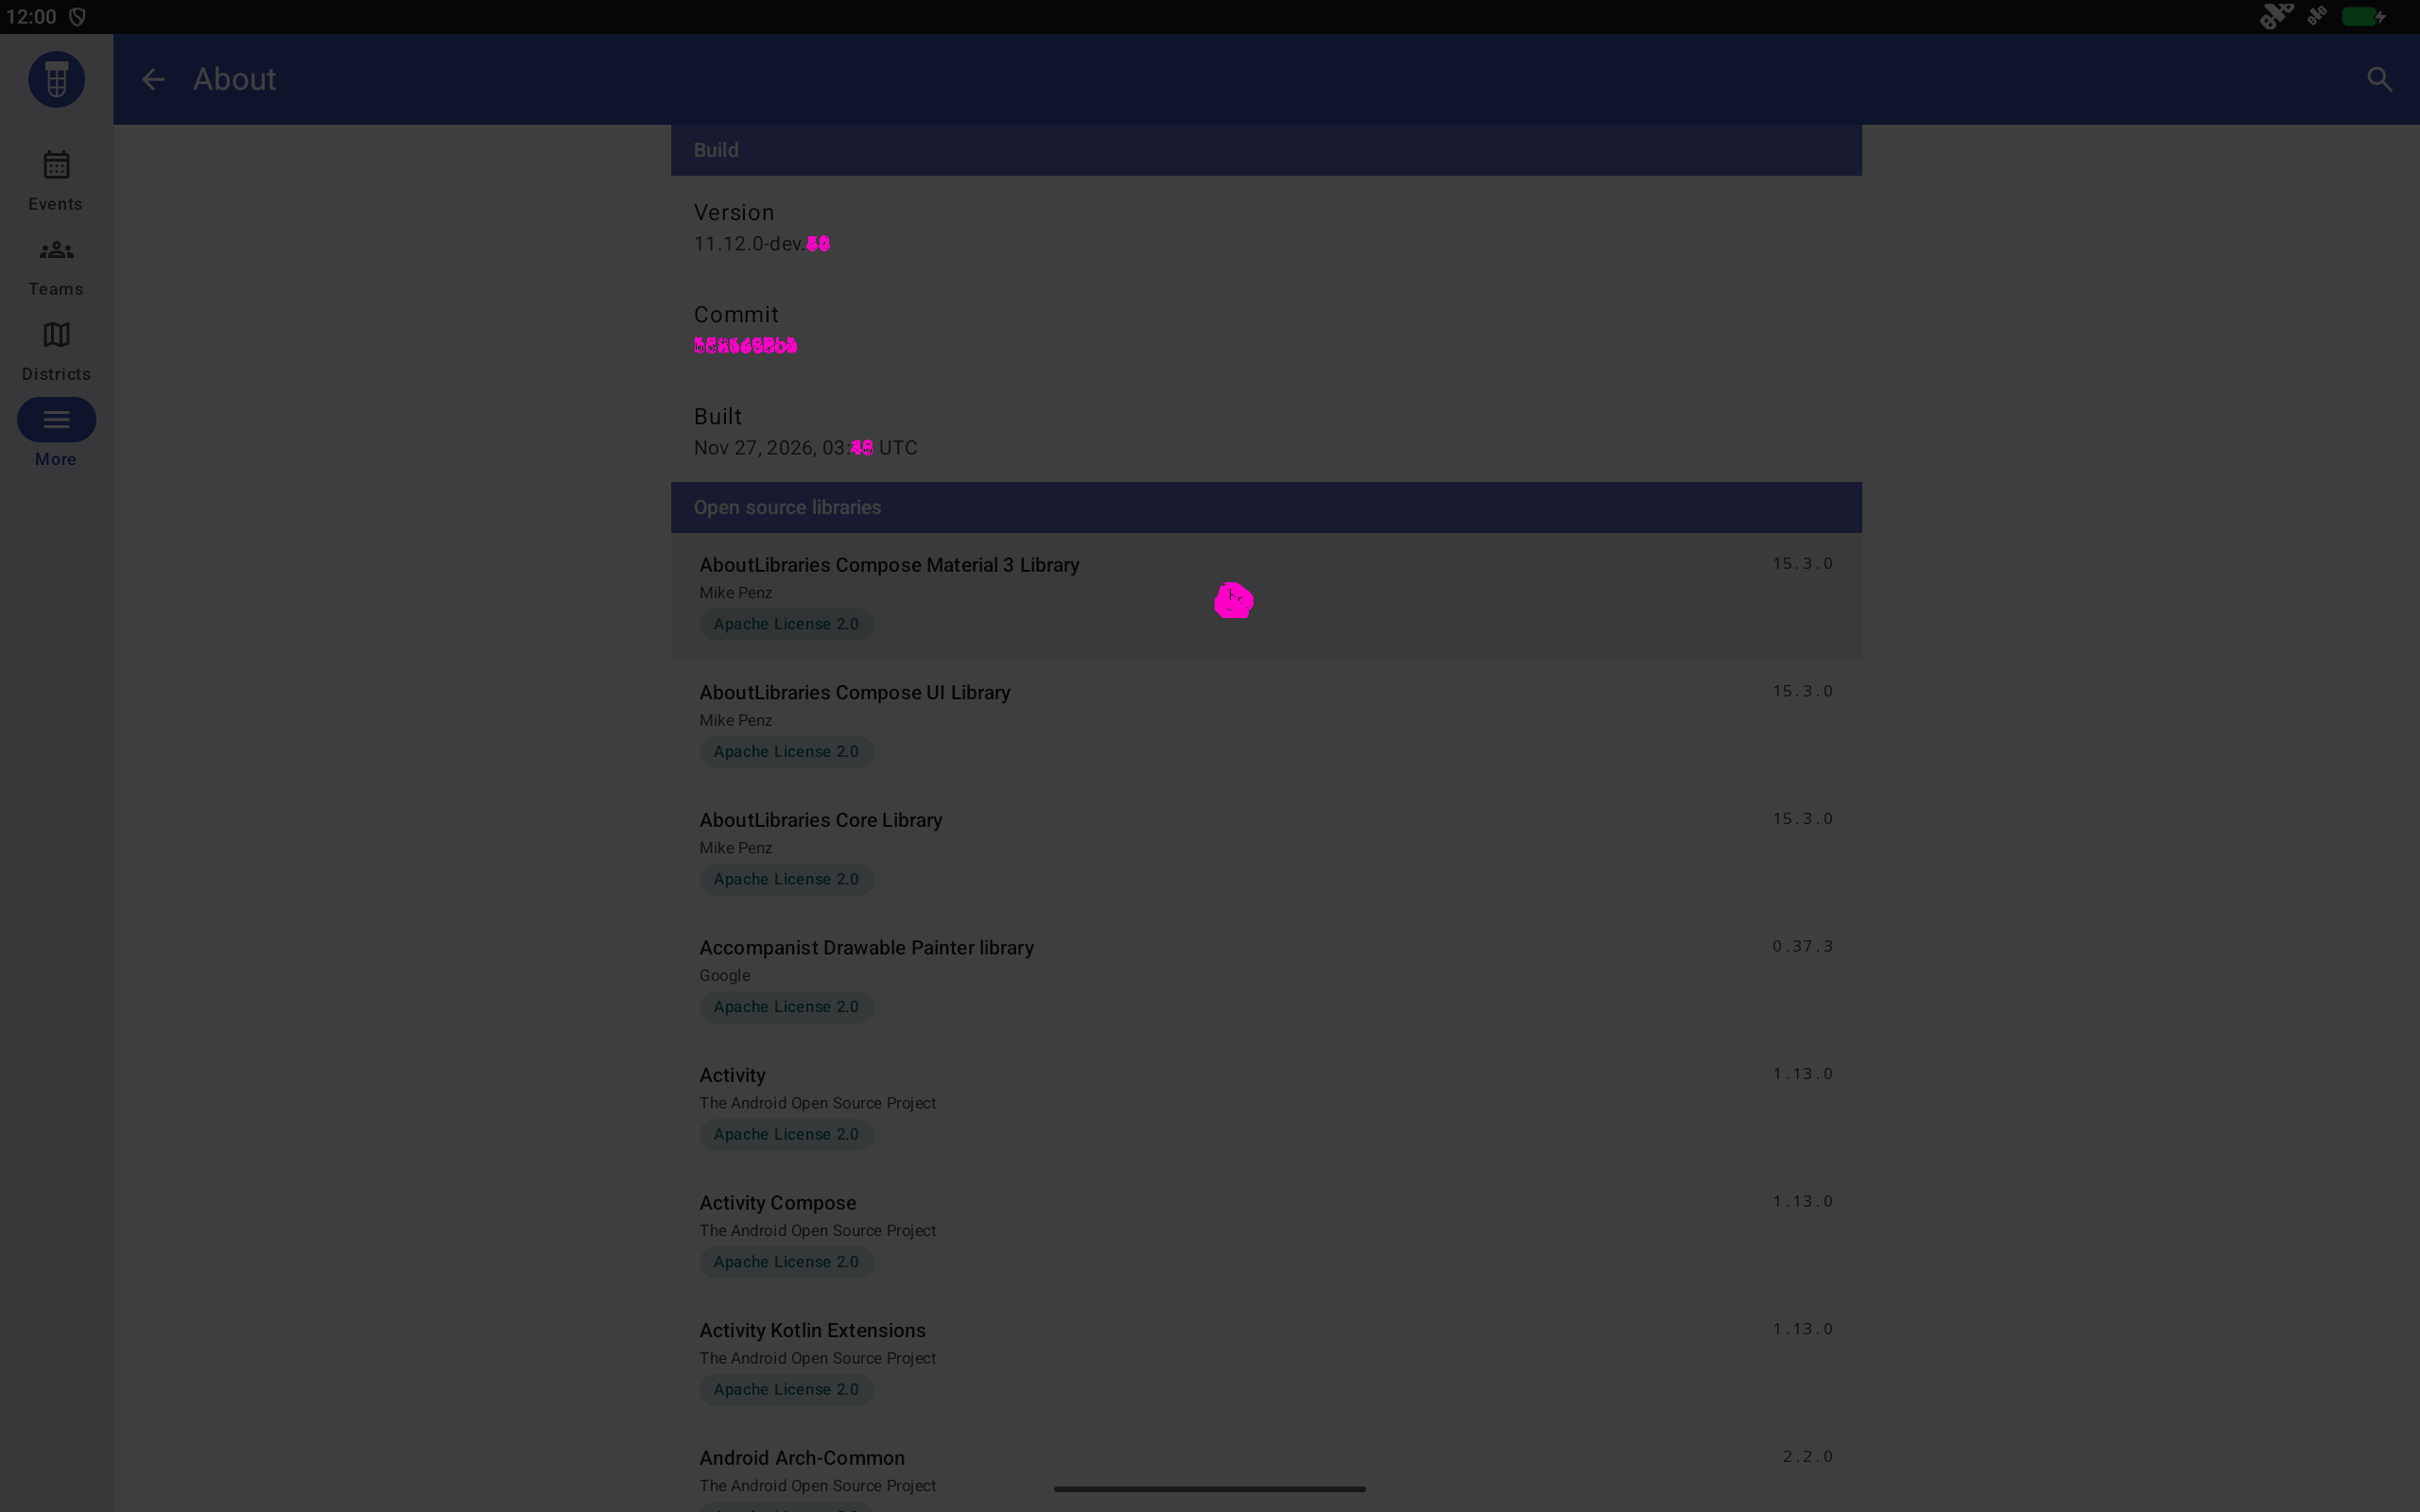 12:00
About
Events
Teams
Districts
More
Build
Version
11.12.0-dev.
Commit
Built
Nov 27, 2026, 03: UTC
Open source libraries
AboutLibraries Compose Material 3 Library 15.3.0
Mike Penz
Apache License 2.0
AboutLibraries Compose UI Library 15.3.0
Mike Penz
Apache License 2.0
AboutLibraries Core Library 15.3.0
Mike Penz
Apache License 2.0
Accompanist Drawable Painter library 0.37.3
Google
Apache License 2.0
Activity 1.13.0
The Android Open Source Project
Apache License 2.0
Activity Compose 1.13.0
The Android Open Source Project
Apache License 2.0
Activity Kotlin Extensions 1.13.0
The Android Open Source Project
Apache License 2.0
Android Arch-Common 2.2.0
The Android Open Source Project